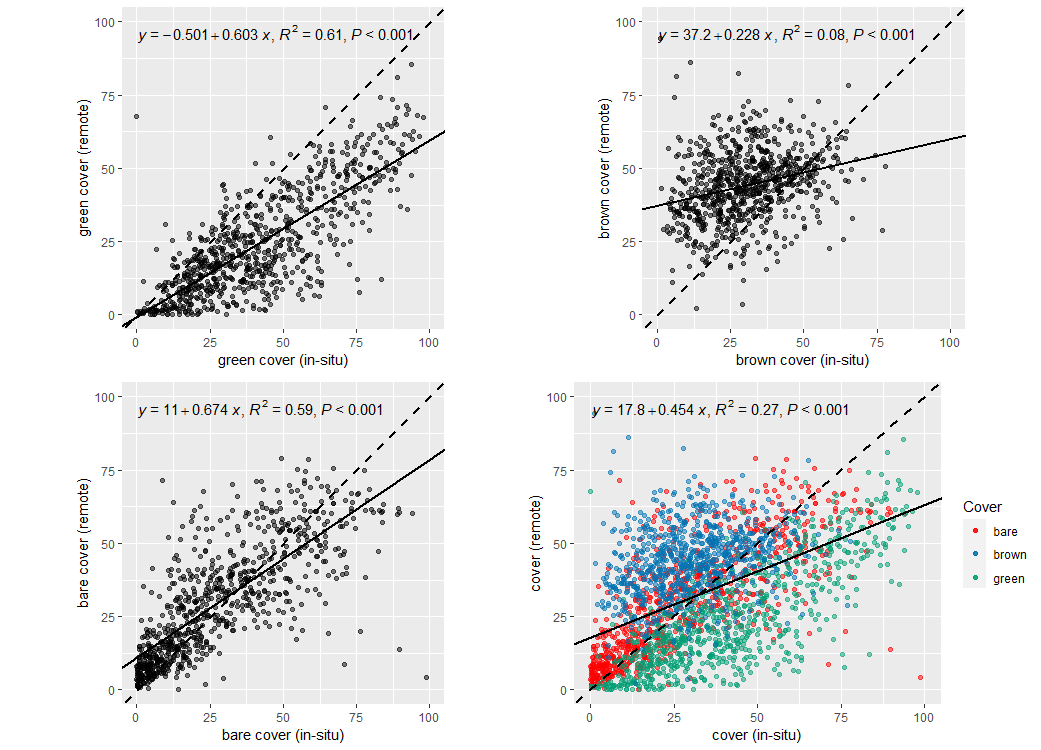 y = −0.501 + 0.603 x, R² = 0.61, P < 0.001
100
75
50
25
0
green cover (remote)
0 25 50 75 100
green cover (in-situ)
y = 37.2 + 0.228 x, R² = 0.08, P < 0.001
100
75
50
25
0
brown cover (remote)
0 25 50 75 100
brown cover (in-situ)
y = 11 + 0.674 x, R² = 0.59, P < 0.001
100
75
50
25
0
bare cover (remote)
0 25 50 75 100
bare cover (in-situ)
y = 17.8 + 0.454 x, R² = 0.27, P < 0.001
100
75
50
25
0
cover (remote)
0 25 50 75 100
cover (in-situ)
Cover
bare
brown
green